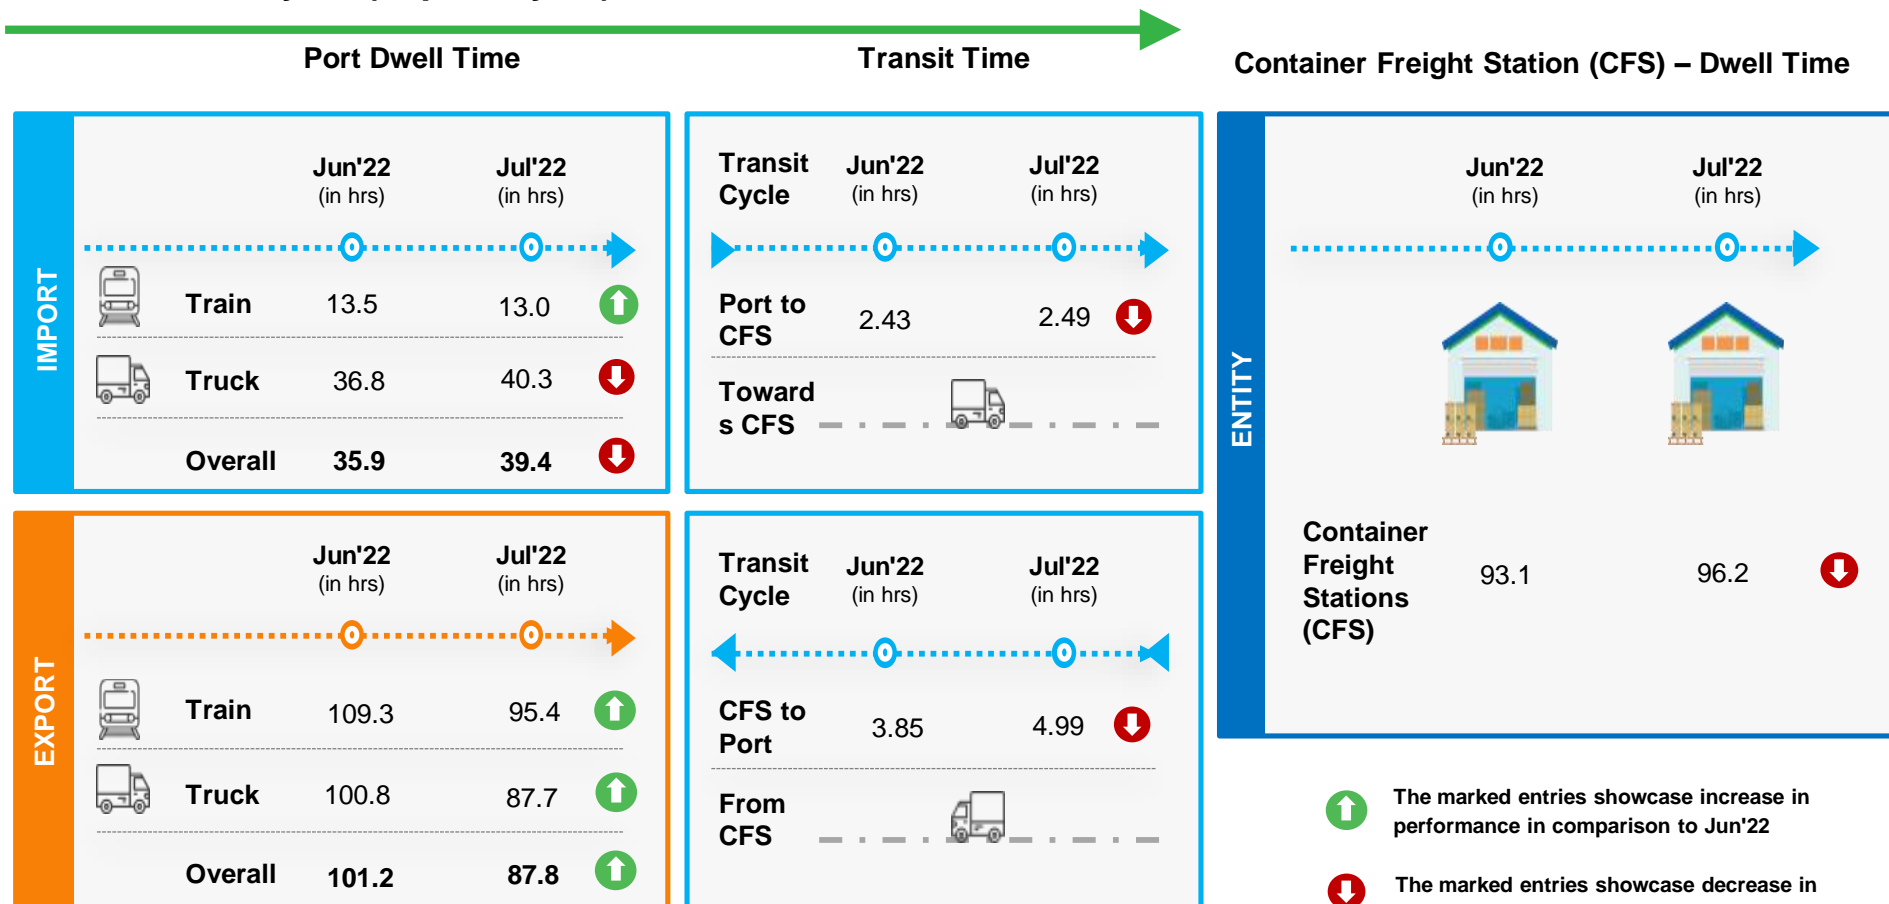 Port Dwell Time
Transit Time
Container Freight Station (CFS) – Dwell Time
IMPORT
Jun'22 Jul'22
(in hrs) (in hrs)
Train 13.5 13.0
Truck 36.8 40.3
Overall 35.9 39.4
Transit Jun'22 Jul'22
Cycle (in hrs) (in hrs)
Port to
CFS 2.43 2.49
Toward
s CFS
ENTITY
Jun'22 Jul'22
(in hrs) (in hrs)
Container
Freight
Stations
(CFS)
93.1 96.2
EXPORT
Jun'22 Jul'22
(in hrs) (in hrs)
Train 109.3 95.4
Truck 100.8 87.7
Overall 101.2 87.8
Transit Jun'22 Jul'22
Cycle (in hrs) (in hrs)
CFS to
Port 3.85 4.99
From
CFS
The marked entries showcase increase in
performance in comparison to Jun'22
The marked entries showcase decrease in